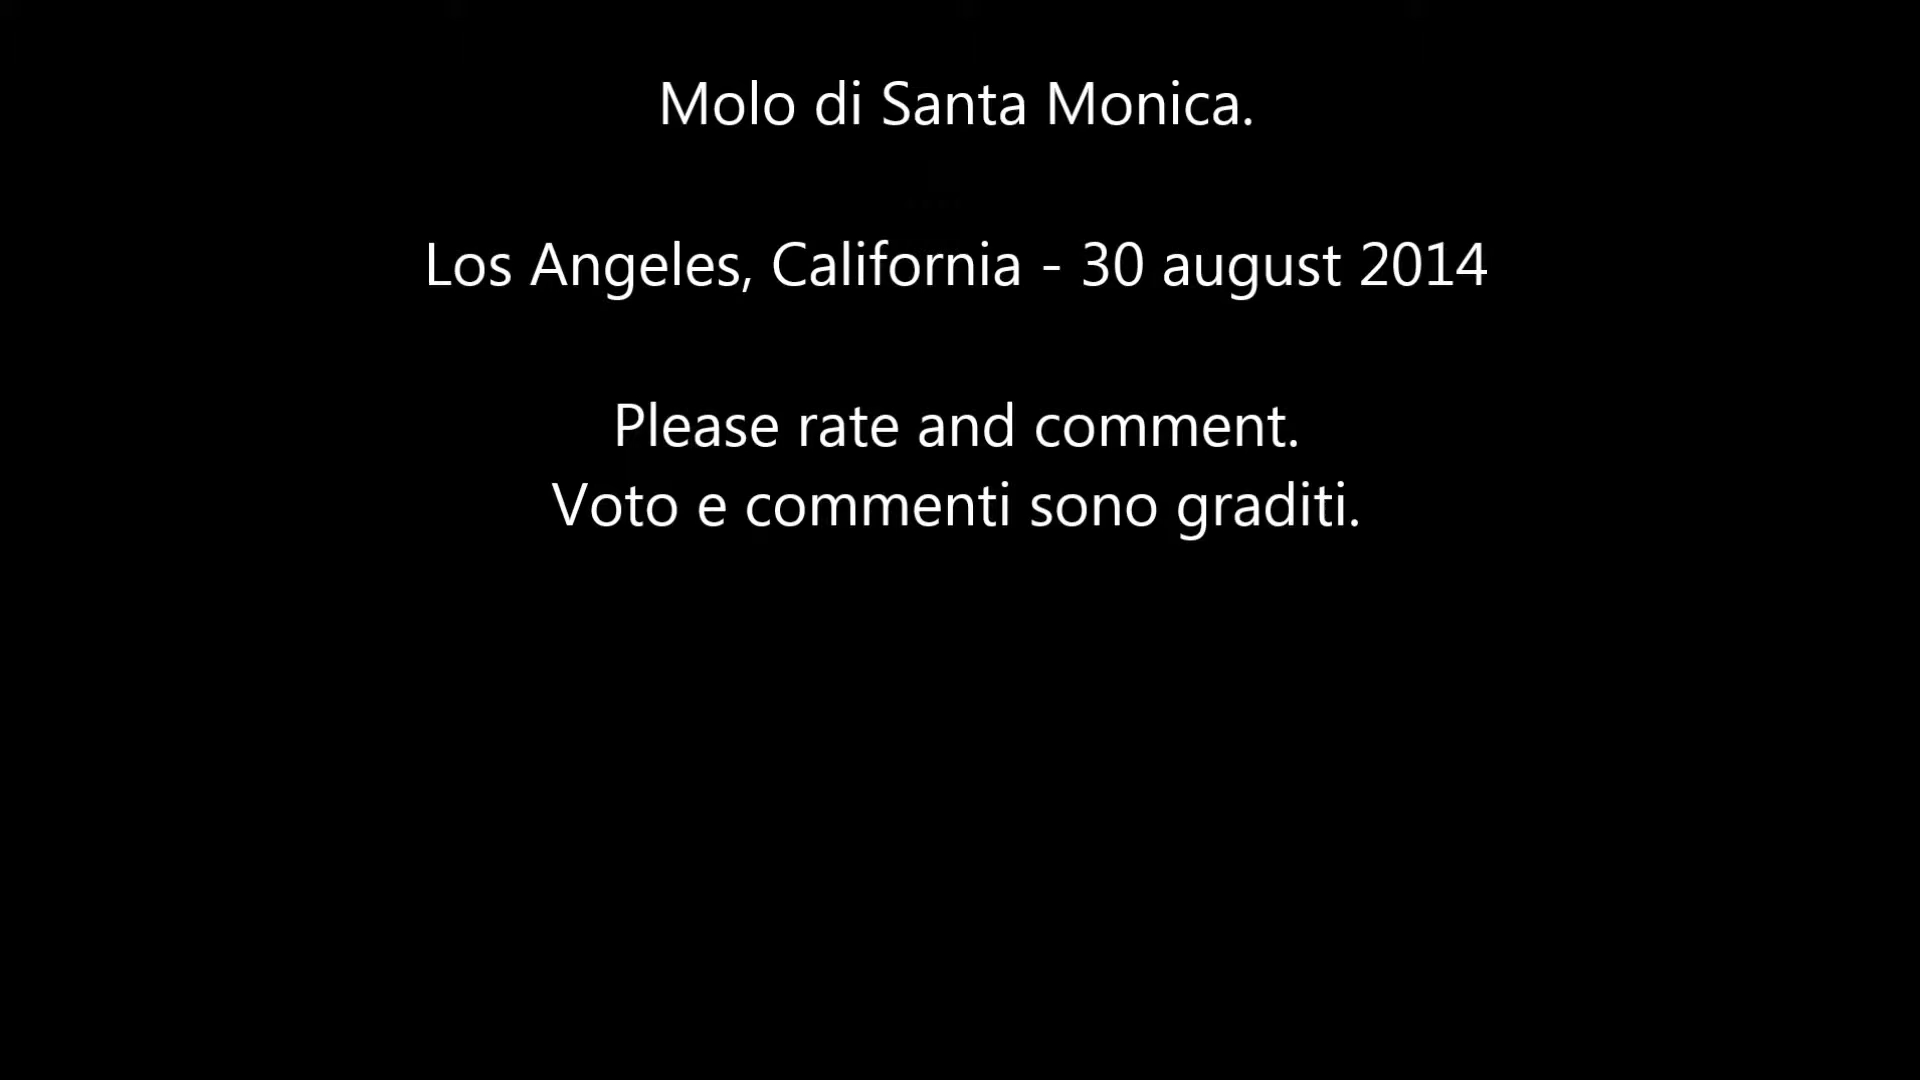 Molo di Santa Monica.
Los Angeles, California - 30 august 2014
Please rate and comment.
Voto e commenti sono graditi.